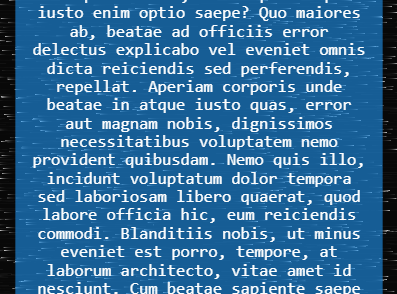 iusto enim optio saepe? Quo maiores
ab, beatae ad officiis error
delectus explicabo vel eveniet omnis
dicta reiciendis sed perferendis,
repellat. Aperiam corporis unde
beatae in atque iusto quas, error
aut magnam nobis, dignissimos
necessitatibus voluptatem nemo
provident quibusdam. Nemo quis illo,
incidunt voluptatum dolor tempora
sed laboriosam libero quaerat, quod
labore officia hic, eum reiciendis
commodi. Blanditiis nobis, ut minus
eveniet est porro, tempore, at
laborum architecto, vitae amet id
nesciunt. Cum beatae sapiente saepe